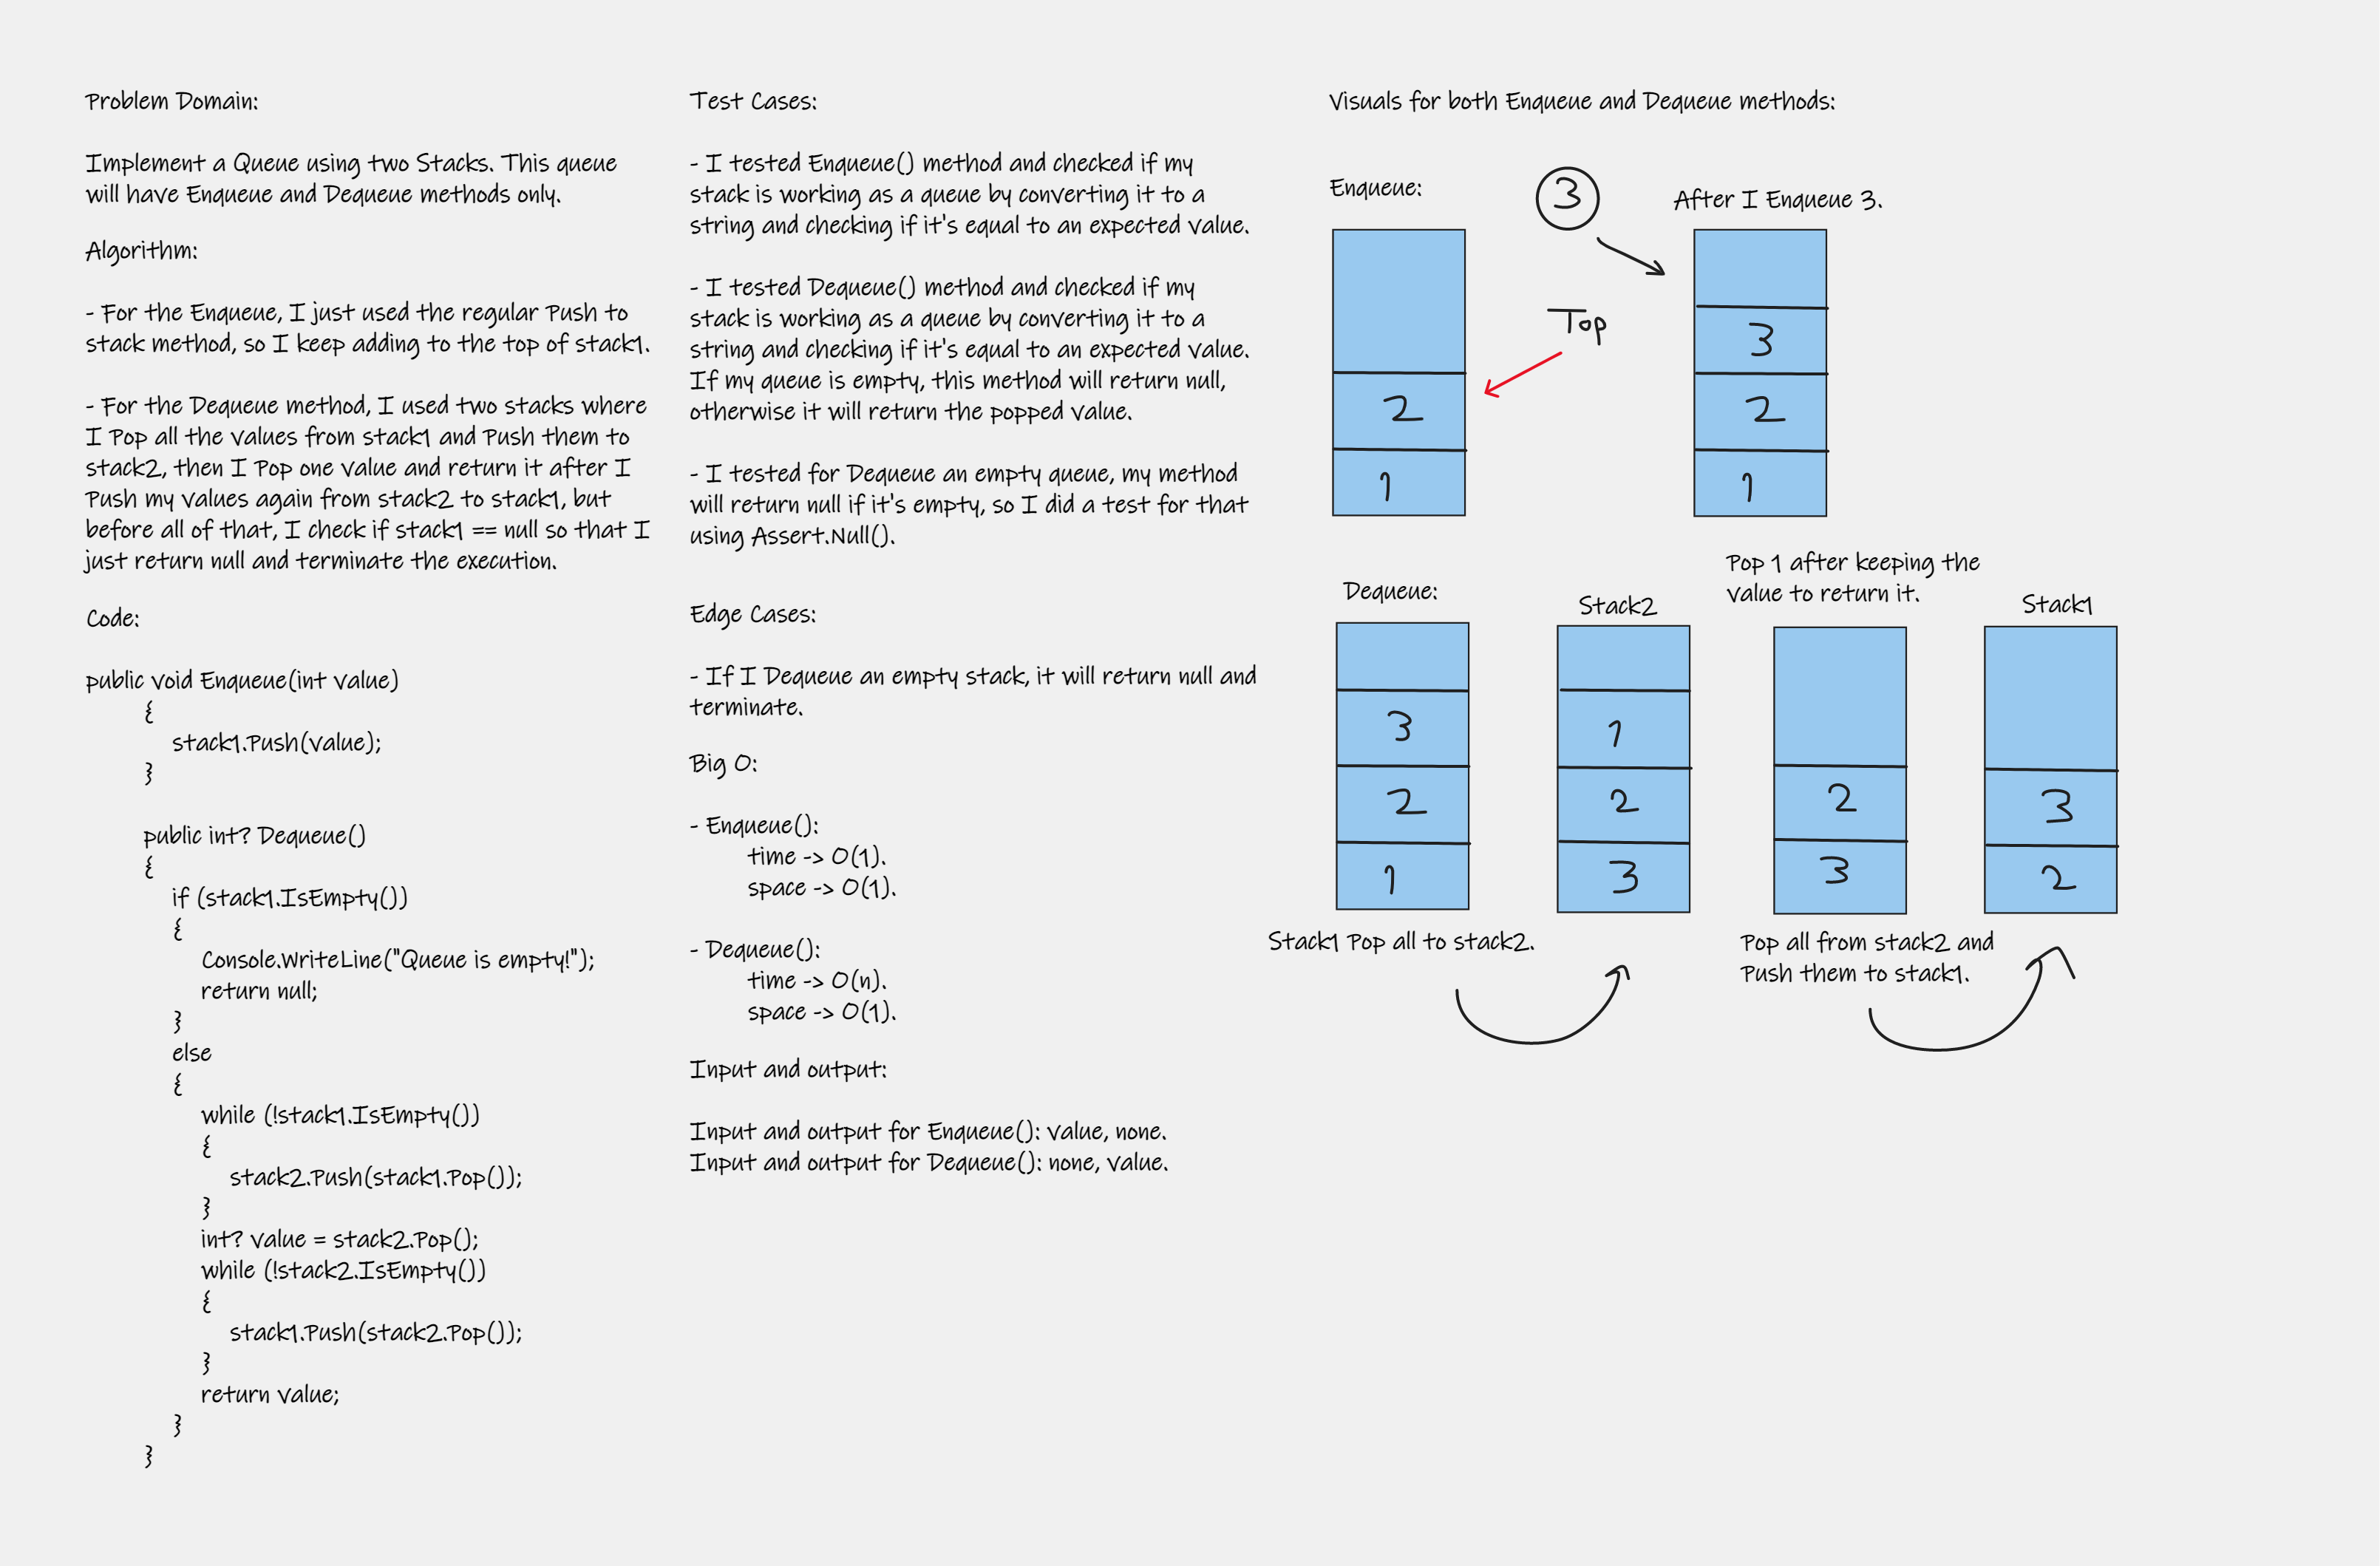 Problem Domain:
Implement a Queue using two Stacks. This queue
will have Enqueue and Dequeue methods only.
Algorithm:
- For the Enqueue, I just used the regular Push to
stack method, so I keep adding to the top of stack1.
- For the Dequeue method, I used two stacks where
I Pop all the values from stack1 and Push them to
stack2, then I Pop one value and return it after I
Push my values again from stack2 to stack1, but
before all of that, I check if stack1 == null so that I
just return null and terminate the execution.
Code:
public void Enqueue(int value)
{
stack1.Push(value);
}
public int? Dequeue()
{
if (stack1.IsEmpty())
{
Console.WriteLine("Queue is empty!");
return null;
}
else
{
while (!stack1.IsEmpty())
{
stack2.Push(stack1.Pop());
}
int? value = stack2.Pop();
while (!stack2.IsEmpty())
{
stack1.Push(stack2.Pop());
}
return value;
}
}
Test Cases:
- I tested Enqueue() method and checked if my
stack is working as a queue by converting it to a
string and checking if it's equal to an expected value.
- I tested Dequeue() method and checked if my
stack is working as a queue by converting it to a
string and checking if it's equal to an expected value.
If my queue is empty, this method will return null,
otherwise it will return the popped value.
- I tested for Dequeue an empty queue, my method
will return null if it's empty, so I did a test for that
using Assert.Null().
Edge Cases:
- If I Dequeue an empty stack, it will return null and
terminate.
Big O:
- Enqueue():
time -> O(1).
space -> O(1).
- Dequeue():
time -> O(n).
space -> O(1).
Input and output:
Input and output for Enqueue(): value, none.
Input and output for Dequeue(): none, value.
Visuals for both Enqueue and Dequeue methods:
Enqueue:
2
1
3
Top
After I Enqueue 3.
3
2
1
Dequeue:
3
2
1
Stack1 Pop all to stack2.
Stack2
1
2
3
Pop 1 after keeping the
value to return it.
2
3
Pop all from stack2 and
Push them to stack1.
Stack1
3
2